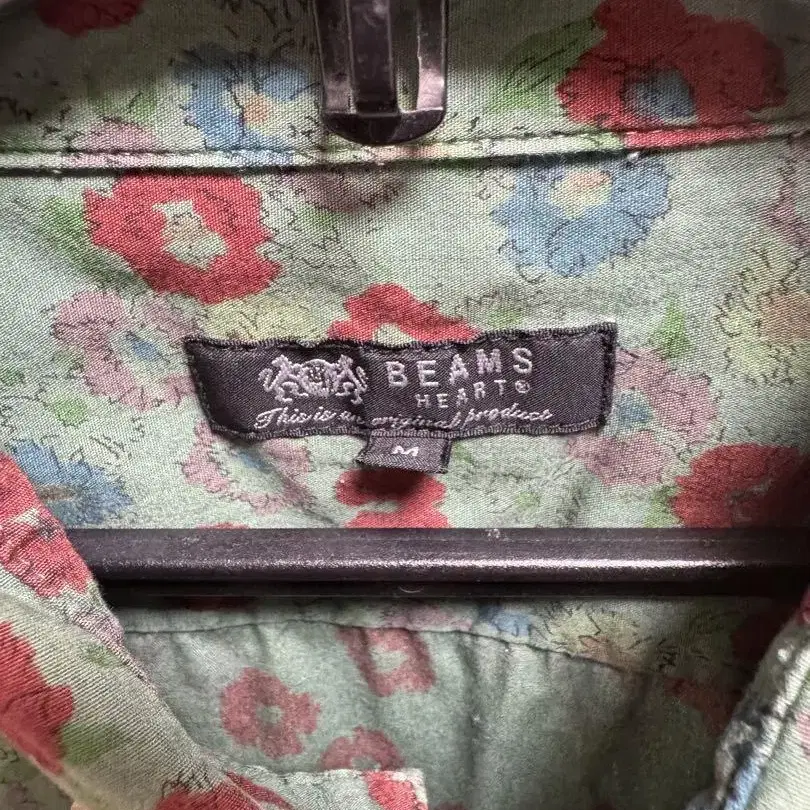 BEAMS
HEART®
This is an original product
M